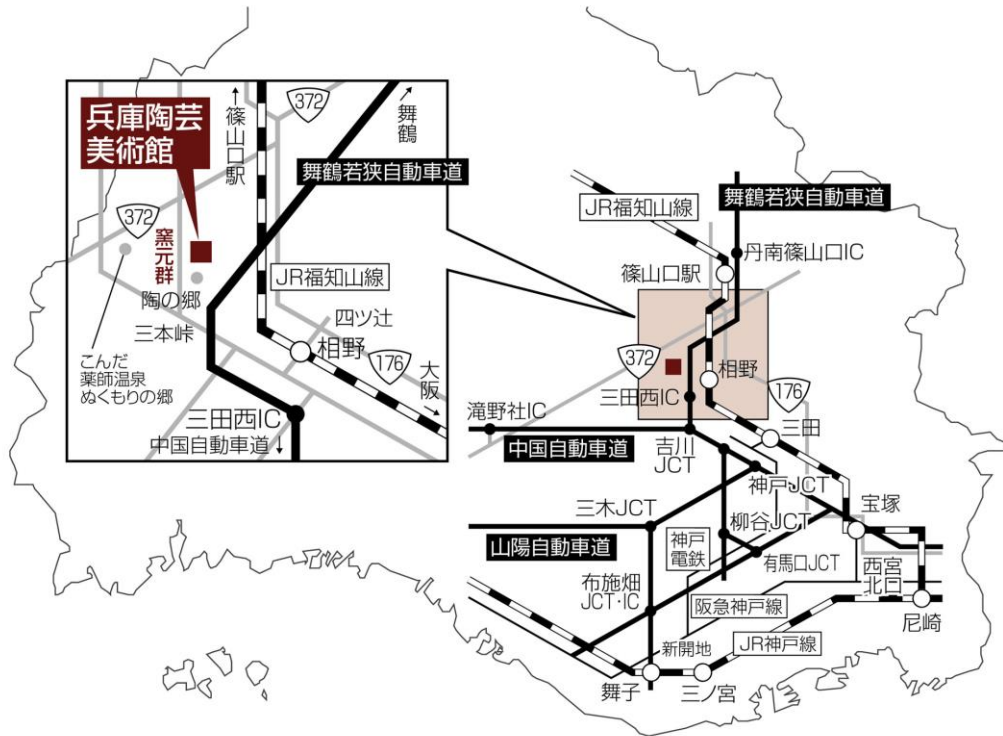 兵庫陶芸
美術館
↑篠山口駅
372
舞鶴
舞鶴若狭自動車道
372
窯元群
陶の郷
三本峠
こんだ
薬師温泉
ぬくもりの郷
JR福知山線
四ツ辻
相野
176
大阪
三田西IC
中国自動車道
JR福知山線
舞鶴若狭自動車道
丹南篠山口IC
篠山口駅
372
相野
三田西IC
176
滝野社IC
中国自動車道
吉川
JCT
三田
神戸JCT
三木JCT
山陽自動車道
神戸
電鉄
柳谷JCT
宝塚
有馬口JCT
西宮
北口
布施畑
JCT・IC
阪急神戸線
尼崎
新開地
JR神戸線
舞子
三ノ宮